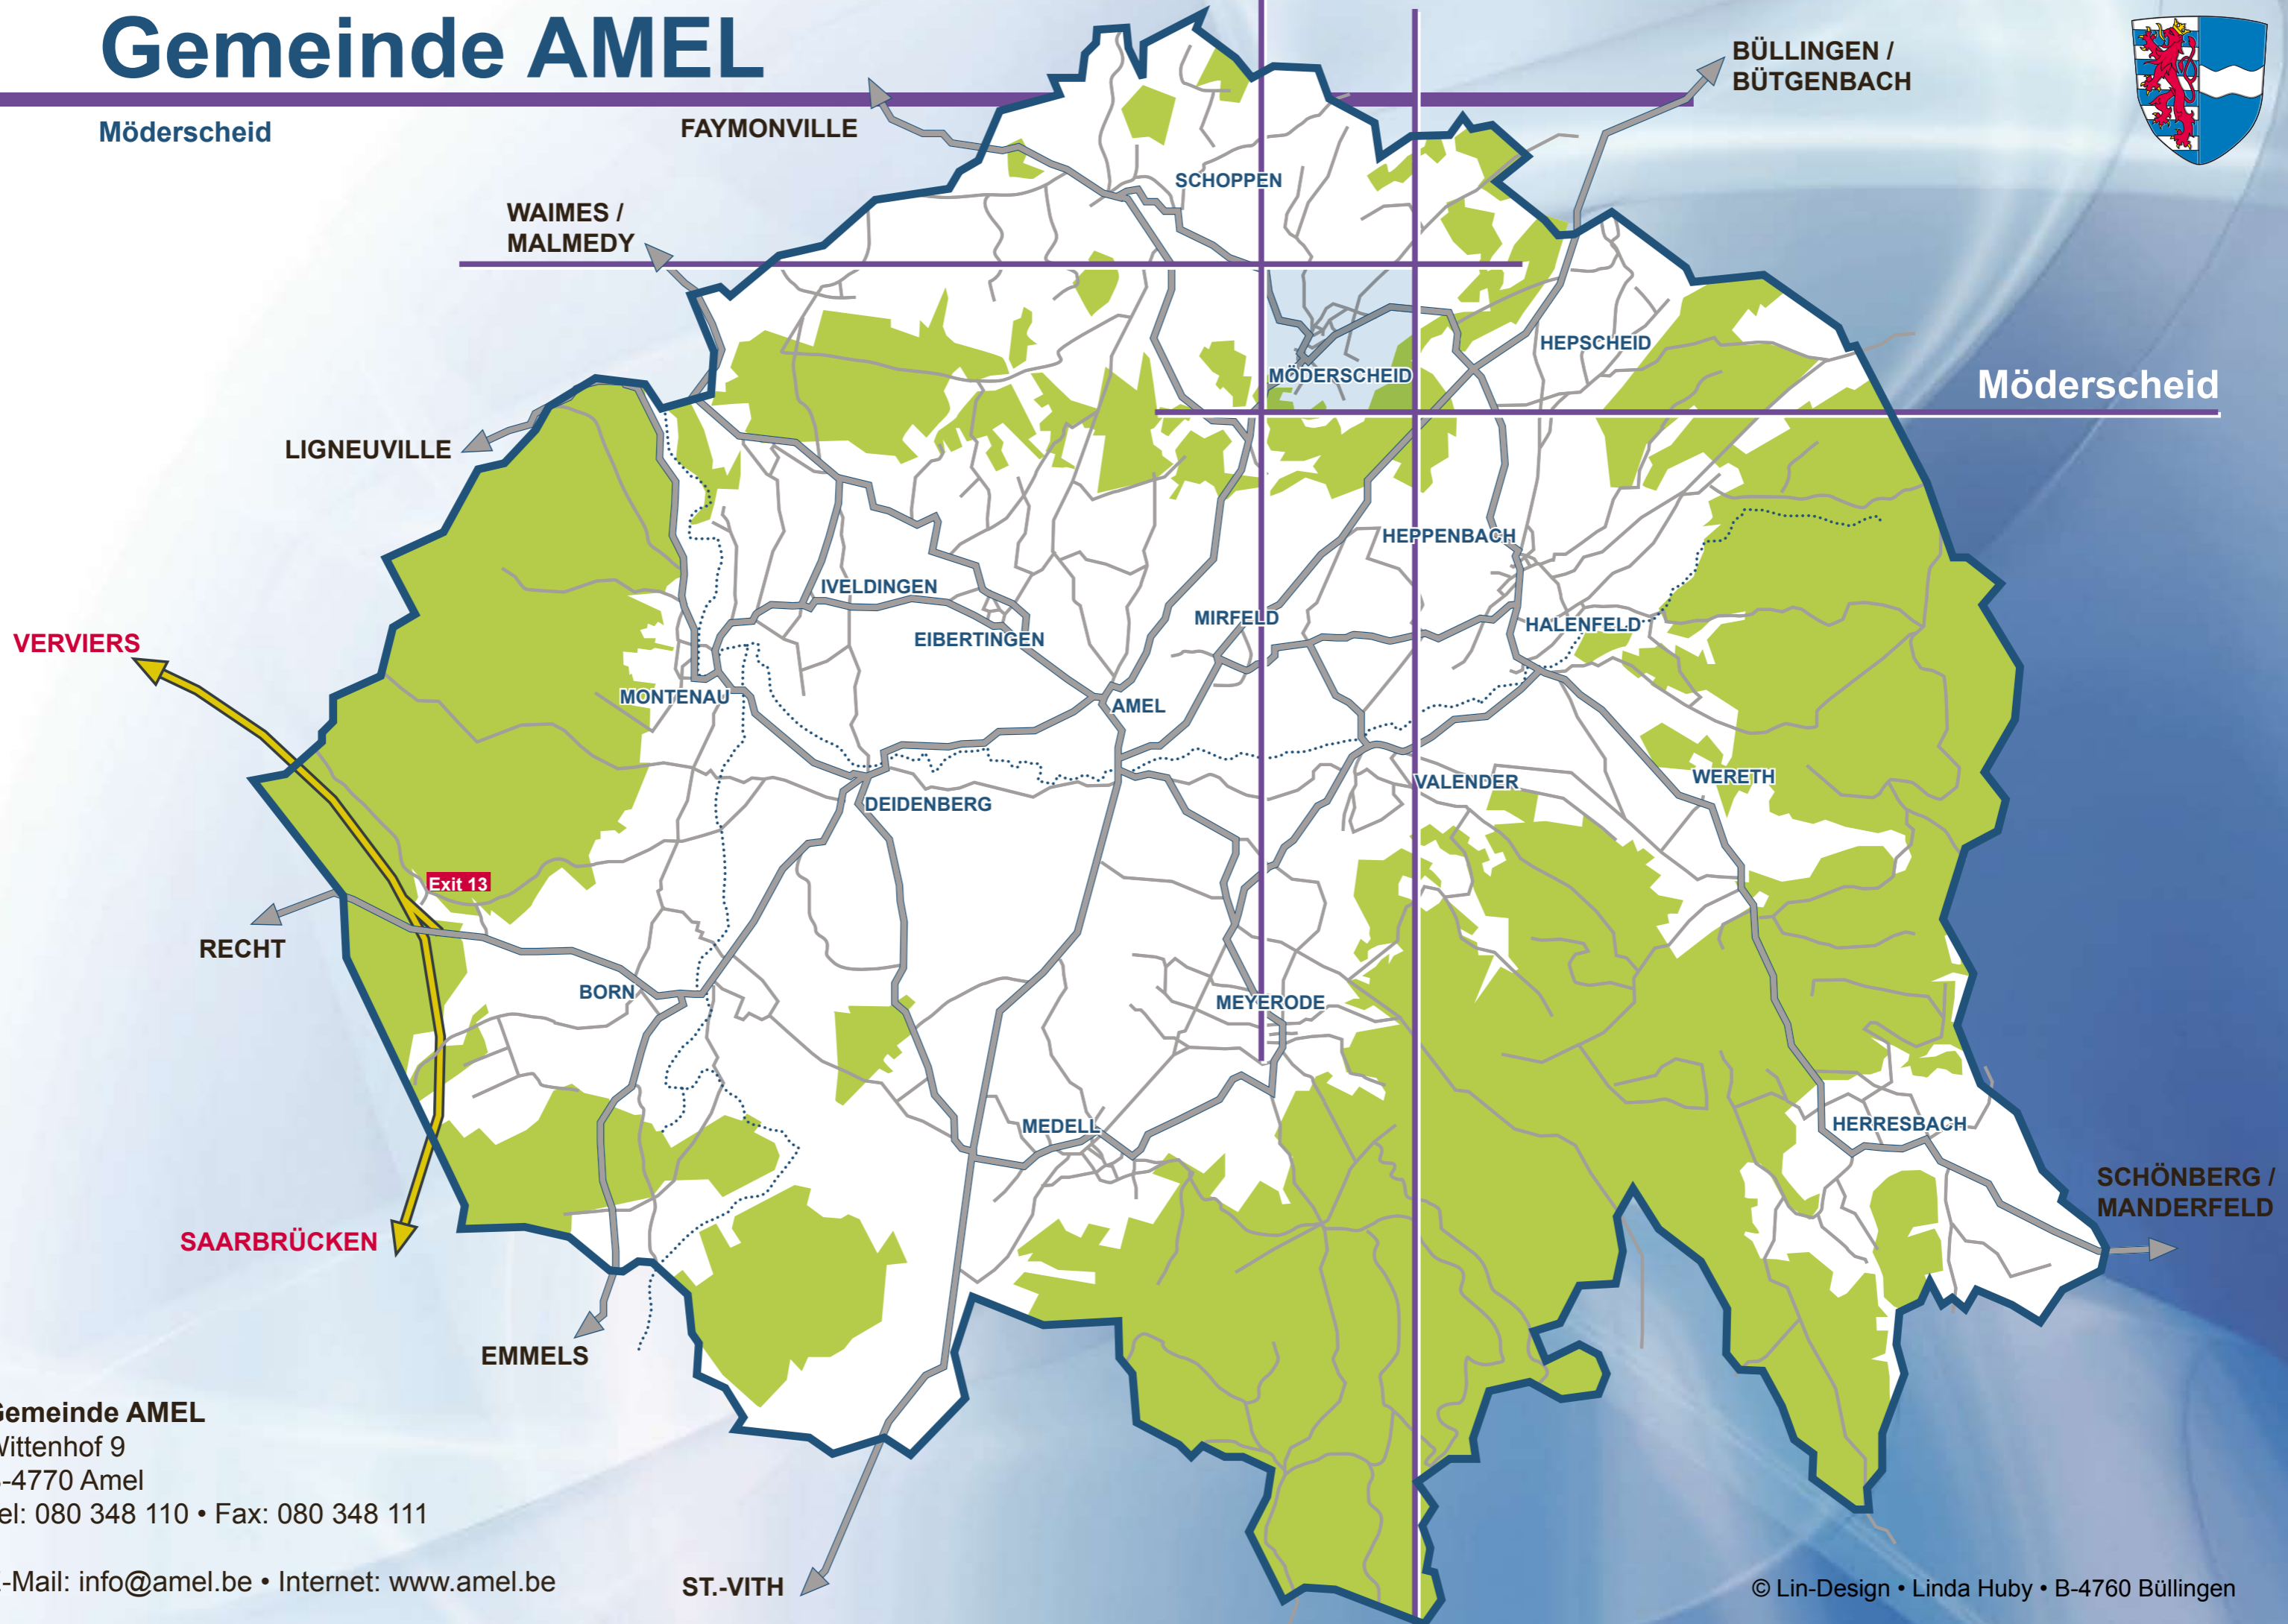 Gemeinde AMEL
Möderscheid
BÜLLINGEN /
BÜTGENBACH
FAYMONVILLE
SCHOPPEN
WAIMES /
MALMEDY
HEPSCHEID
MÖDERSCHEID
Möderscheid
LIGNEUVILLE
HEPPENBACH
IVELDINGEN
MIRFELD
HALENFELD
EIBERTINGEN
VERVIERS
MONTENAU
AMEL
WERETH
VALENDER
DEIDENBERG
Exit 13
RECHT
BORN
MEYERODE
MEDELL
HERRESBACH
SCHÖNBERG /
MANDERFELD
SAARBRÜCKEN
EMMELS
Gemeinde AMEL
Wittenhof 9
-4770 Amel
el: 080 348 110 • Fax: 080 348 111
-Mail: info@amel.be • Internet: www.amel.be
ST.-VITH
© Lin-Design • Linda Huby • B-4760 Büllingen